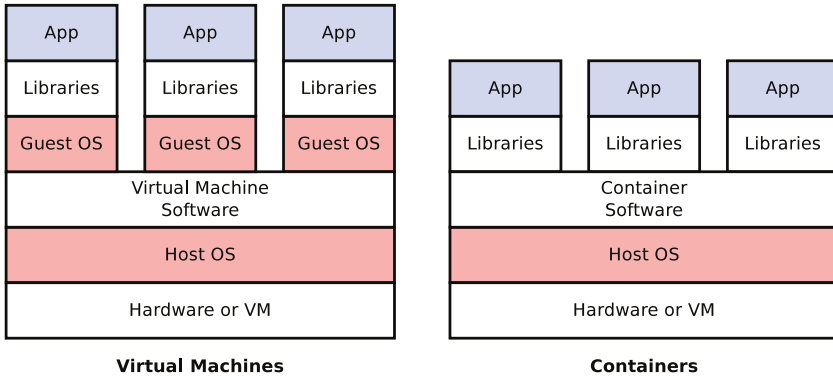 App
App
App
Libraries
Libraries
Libraries
Guest OS
Guest OS
Guest OS
Virtual Machine
Software
Host OS
Hardware or VM
Virtual Machines
App
App
App
Libraries
Libraries
Libraries
Container
Software
Host OS
Hardware or VM
Containers